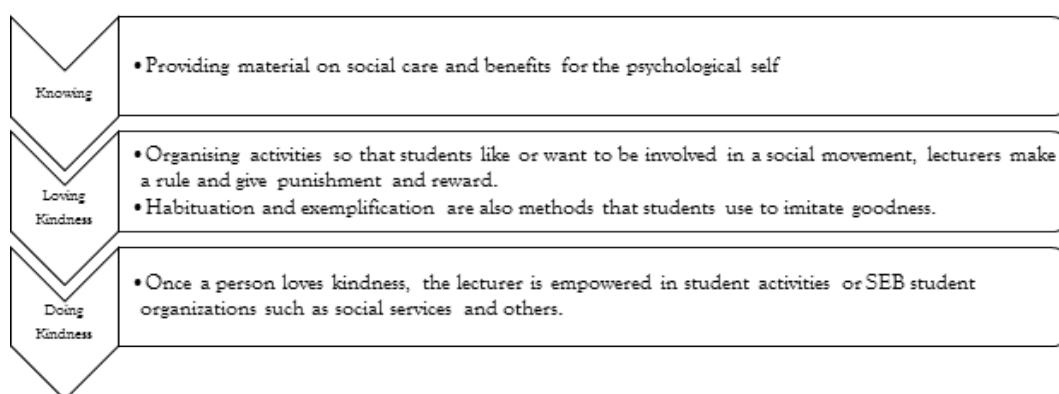 Knowing
• Providing material on social care and benefits for the psychological self
Loving
Kindness
• Organising activities so that students like or want to be involved in a social movement, lecturers make
a rule and give punishment and reward.
• Habituation and exemplification are also methods that students use to imitate goodness.
Doing
Kindness
• Once a person loves kindness, the lecturer is empowered in student activities or SEB student
organizations such as social services and others.